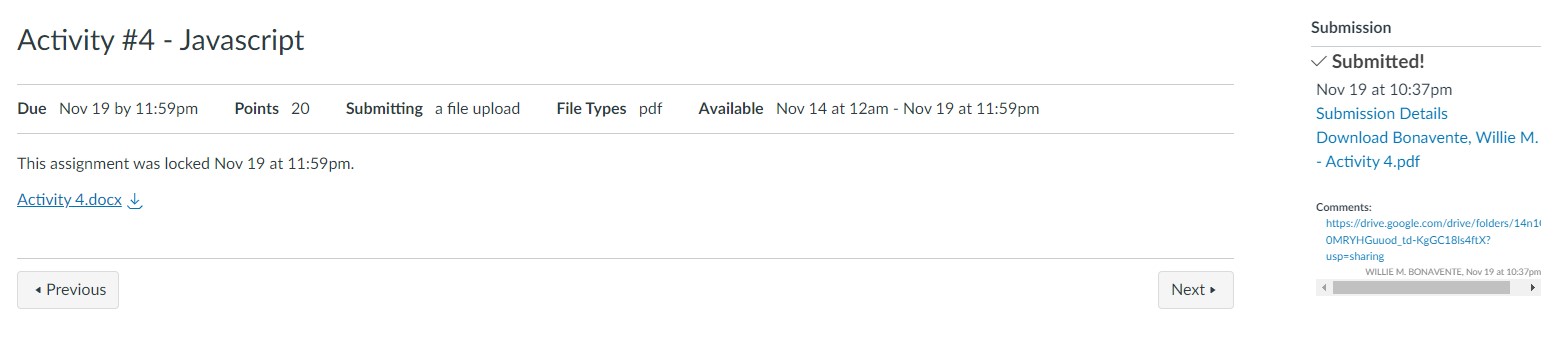 Activity #4 - Javascript
Due Nov 19 by 11:59pm Points 20 Submitting a file upload File Types pdf Available Nov 14 at 12am - Nov 19 at 11:59pm
This assignment was locked Nov 19 at 11:59pm.
Activity 4.docx
Previous
Next
Submission
Submitted!
Nov 19 at 10:37pm
Submission Details
Download Bonavente, Willie M.
- Activity 4.pdf
Comments:
https://drive.google.com/drive/folders/14n1
0MRYHGuuod_td-KgGC18ls4ftX?
usp=sharing
WILLIE M. BONAVENTE, Nov 19 at 10:37pm